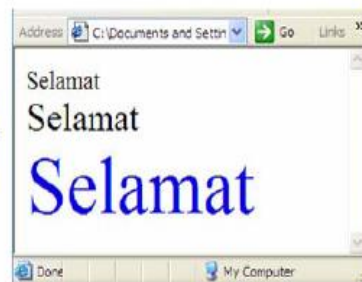 Address C:\Documents and Settin Go Links »
Selamat
Selamat
Selamat
Done My Computer